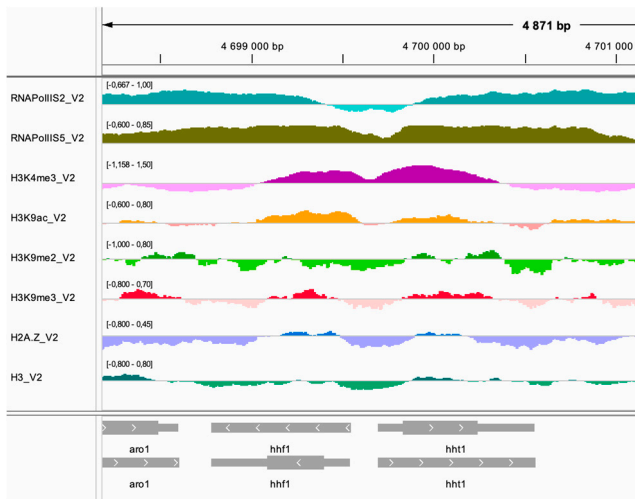 4 871 bp
4 699 000 bp
4 700 000 bp
4 701
[-0,667 - 1,00]
RNAPolIIS2_V2
[-0,600 - 0,85]
RNAPolIIS5_V2
[-1,158 - 1,50]
H3K4me3_V2
[-0,600 - 0,80]
H3K9ac_V2
[-1,000 - 0,80]
H3K9me2_V2
[-0,800 - 0,70]
H3K9me3_V2
[-0,800 - 0,45]
H2A.Z_V2
[-0,800 - 0,80]
H3_V2
aro1 hhf1 hht1
aro1 hhf1 hht1